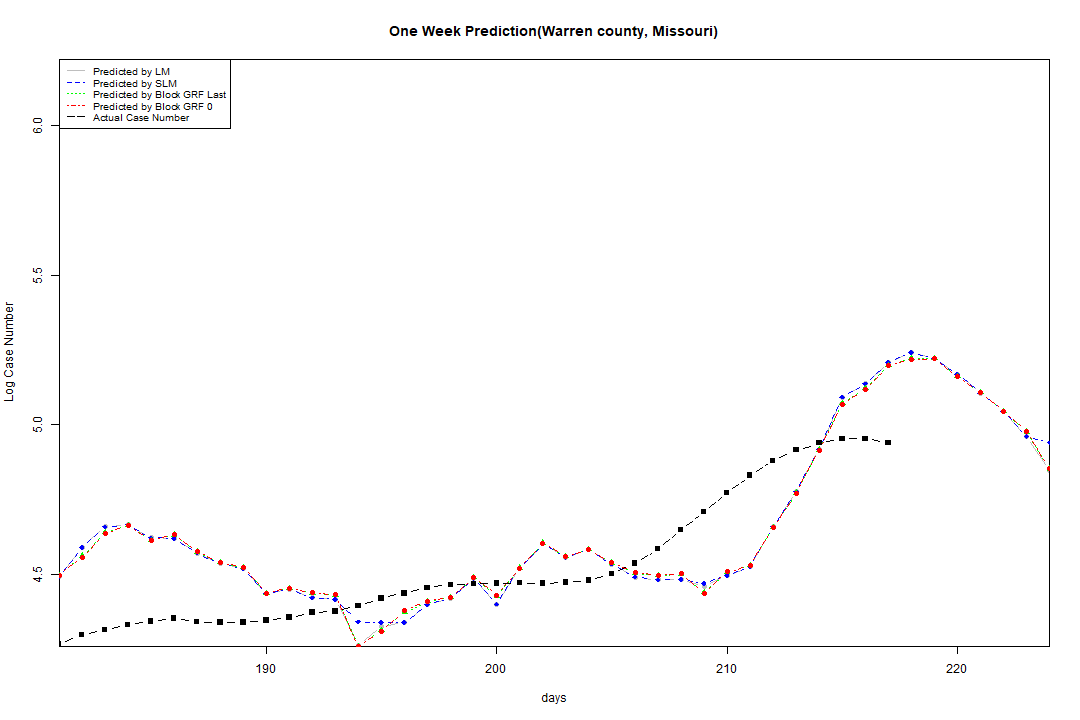 One Week Prediction(Warren county, Missouri)
Predicted by LM
Predicted by SLM
Predicted by Block GRF Last
Predicted by Block GRF 0
Actual Case Number
6.0
5.5
5.0
4.5
Log Case Number
190
200
210
220
days